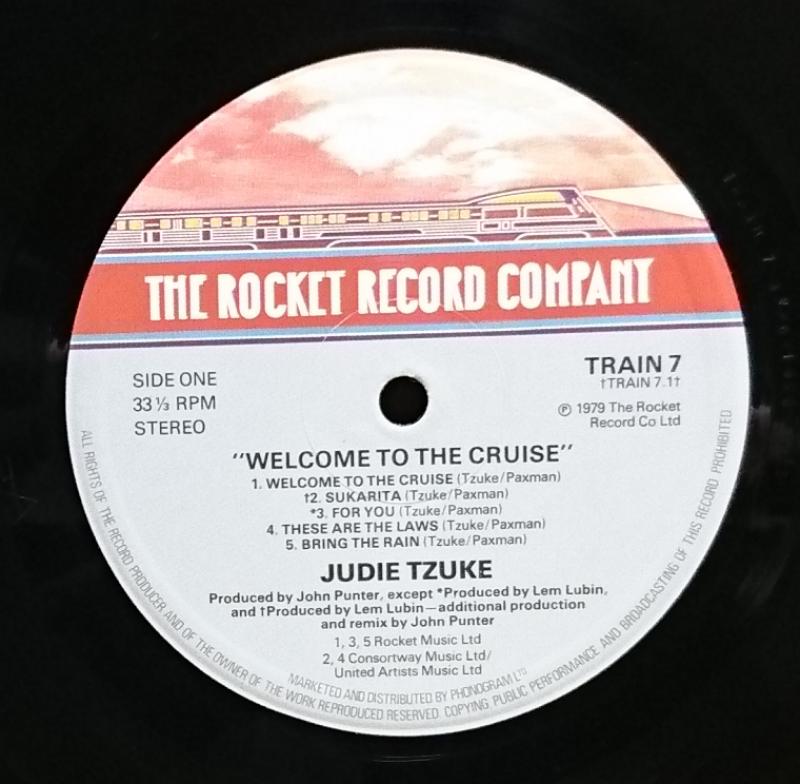 THE ROCKET RECORD COMPANY
SIDE ONE
33 ⅓ RPM
STEREO
TRAIN 7
†TRAIN 7.1†
℗ 1979 The Rocket
Record Co Ltd
"WELCOME TO THE CRUISE"
1. WELCOME TO THE CRUISE (Tzuke/Paxman)
†2. SUKARITA (Tzuke/Paxman)
*3. FOR YOU (Tzuke/Paxman)
4. THESE ARE THE LAWS (Tzuke/Paxman)
5. BRING THE RAIN (Tzuke/Paxman)
JUDIE TZUKE
Produced by John Punter, except *Produced by Lem Lubin,
and †Produced by Lem Lubin—additional production
and remix by John Punter
1, 3, 5 Rocket Music Ltd
2, 4 Consortway Music Ltd/
United Artists Music Ltd
MARKETED AND DISTRIBUTED BY PHONOGRAM LTD
ALL RIGHTS OF THE RECORD PRODUCER AND OF THE OWNER OF THE WORK REPRODUCED RESERVED. COPYING PUBLIC PERFORMANCE AND BROADCASTING OF THIS RECORD PROHIBITED